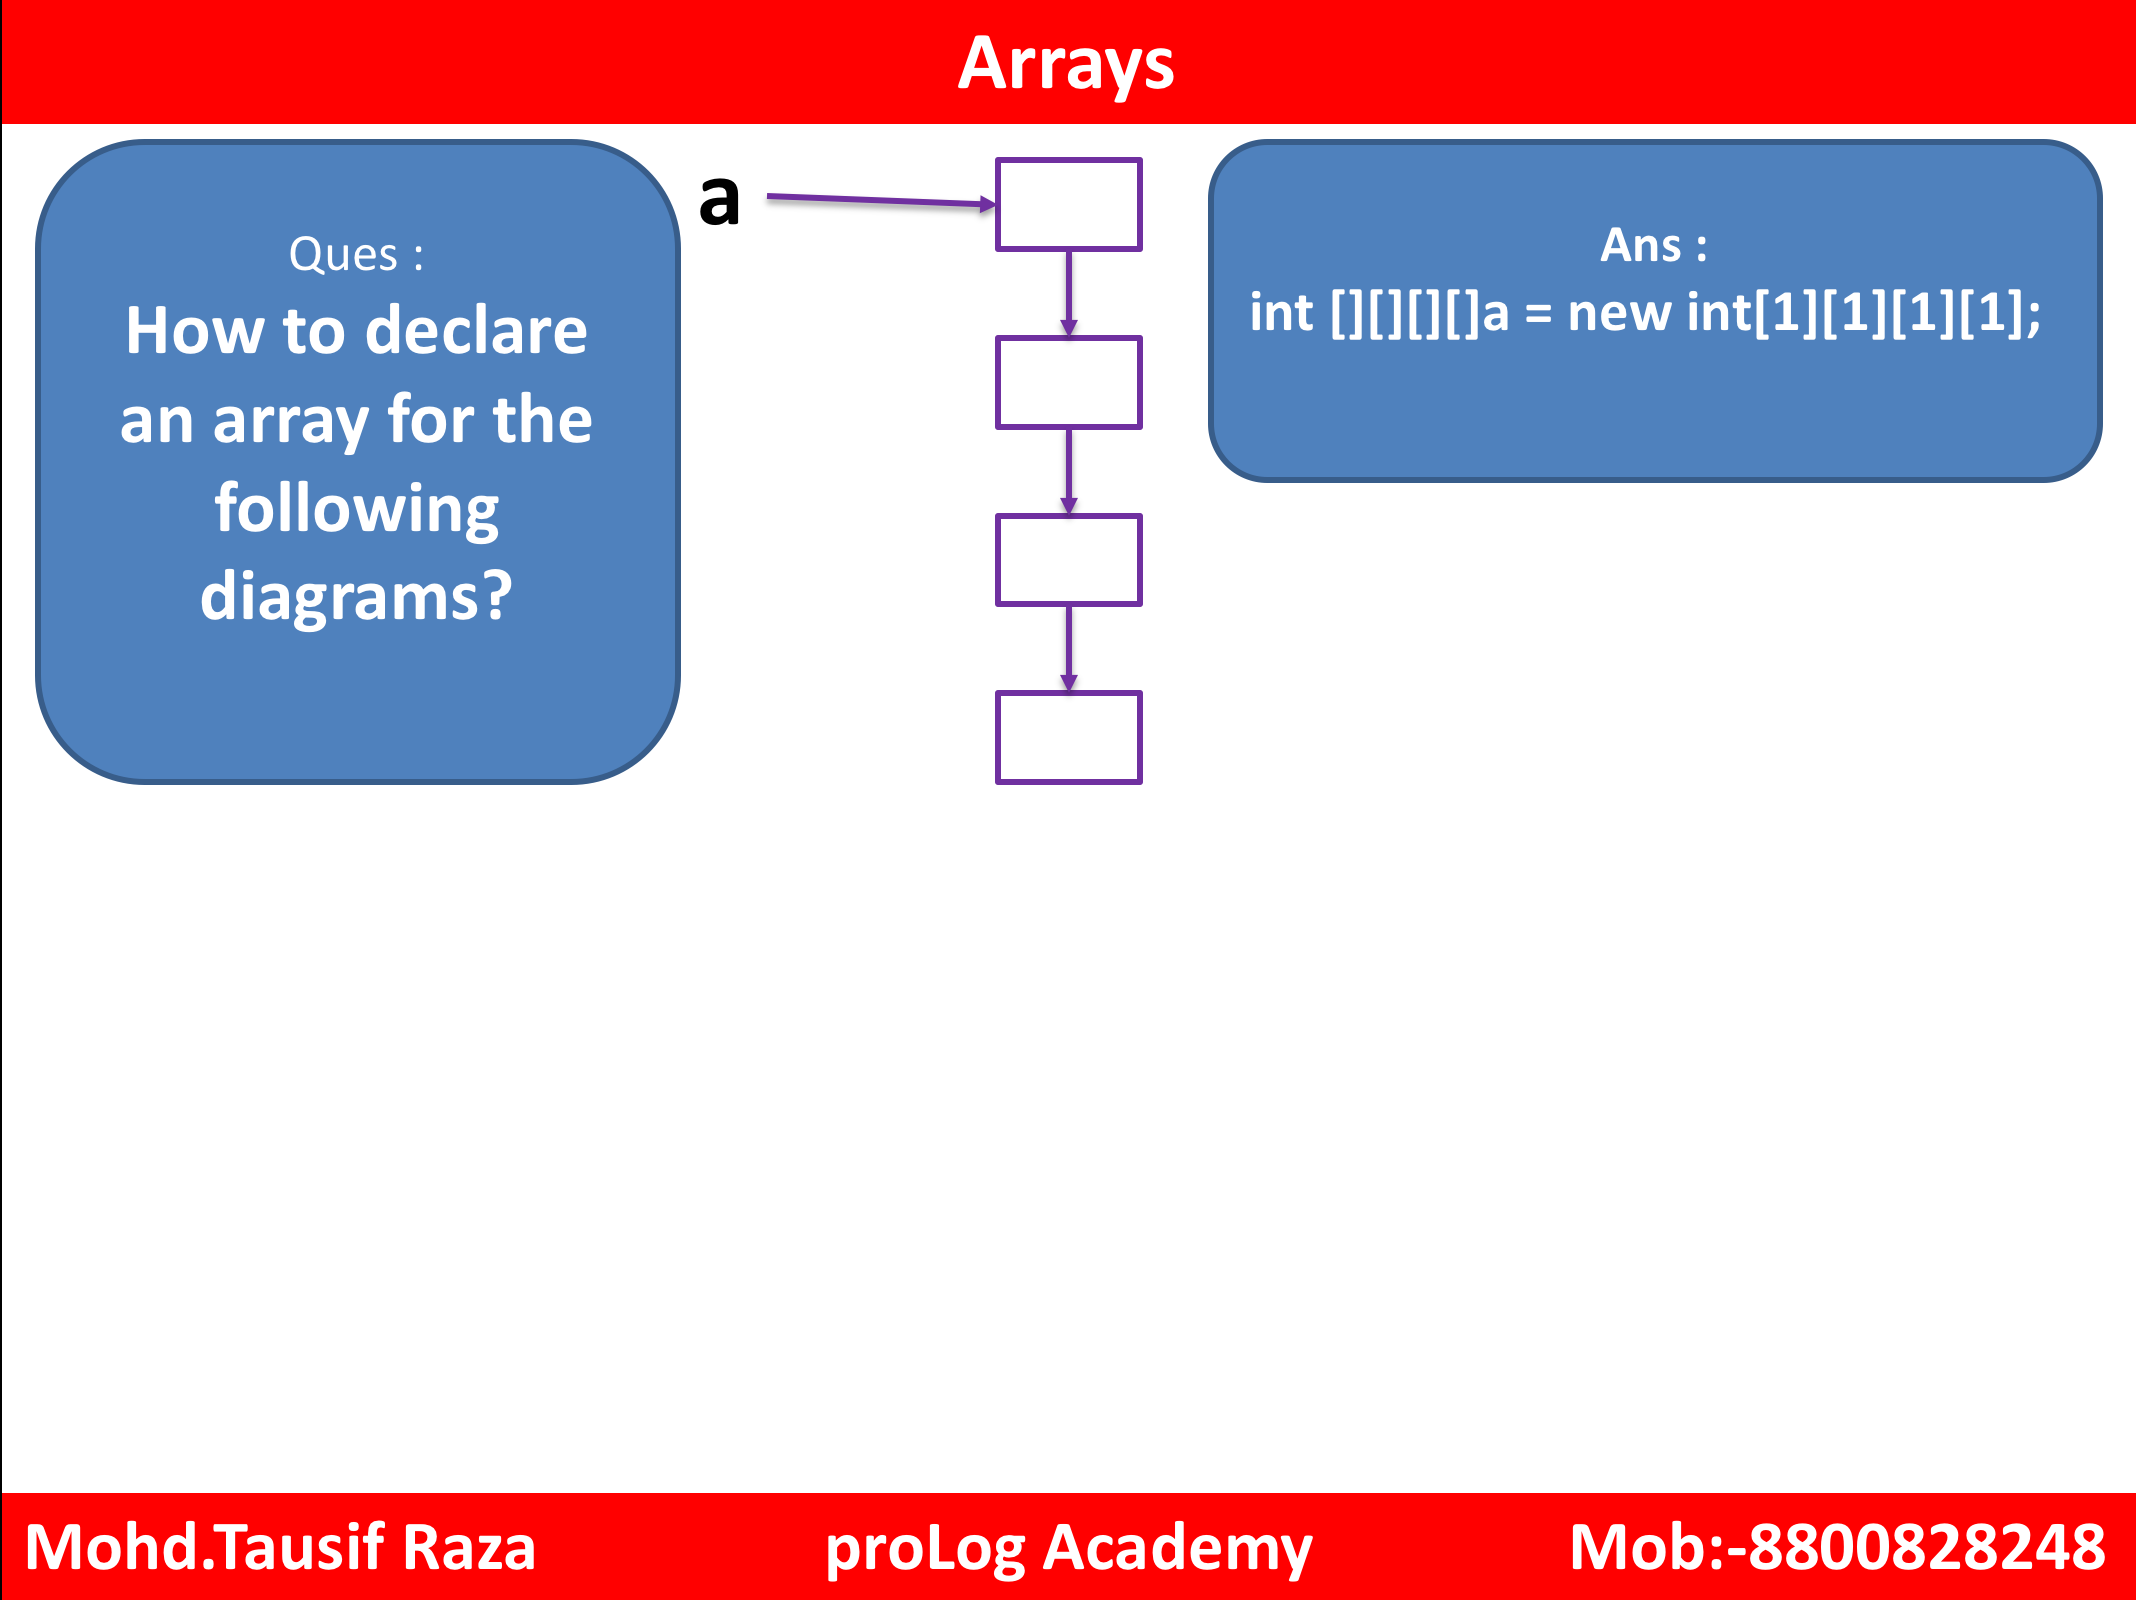 Arrays
Ques :
How to declare
an array for the
following
diagrams?
a
Ans :
int [][][][]a = new int[1][1][1][1];
Mohd.Tausif Raza
proLog Academy
Mob:-8800828248